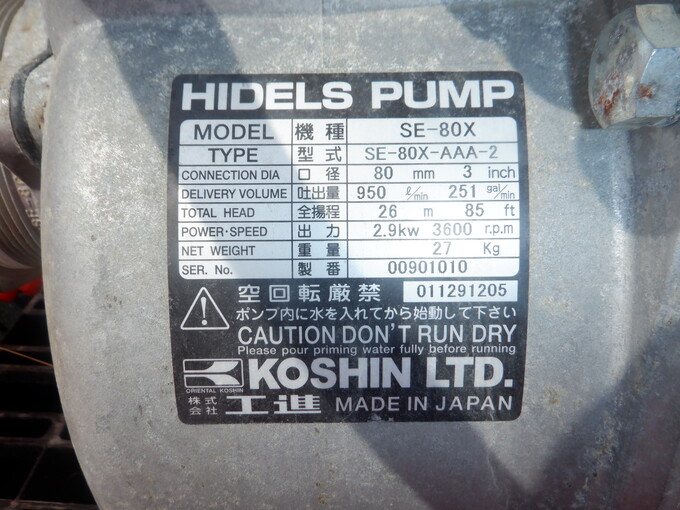 HIDELS PUMP
MODEL 機種 SE-80X
TYPE 型式 SE-80X-AAA-2
CONNECTION DIA 口径 80 mm 3 inch
DELIVERY VOLUME 吐出量 950 ℓ/min 251 gal/min
TOTAL HEAD 全揚程 26 m 85 ft
POWER・SPEED 出力 2.9kw 3600 r.p.m
NET WEIGHT 重量 27 Kg
SER. No. 製番 00901010
空回転厳禁 011291205
ポンプ内に水を入れてから始動して下さい
CAUTION DON'T RUN DRY
Please pour priming water fully before running
ORIENTAL KOSHIN
KOSHIN LTD.
株式会社 工進 MADE IN JAPAN